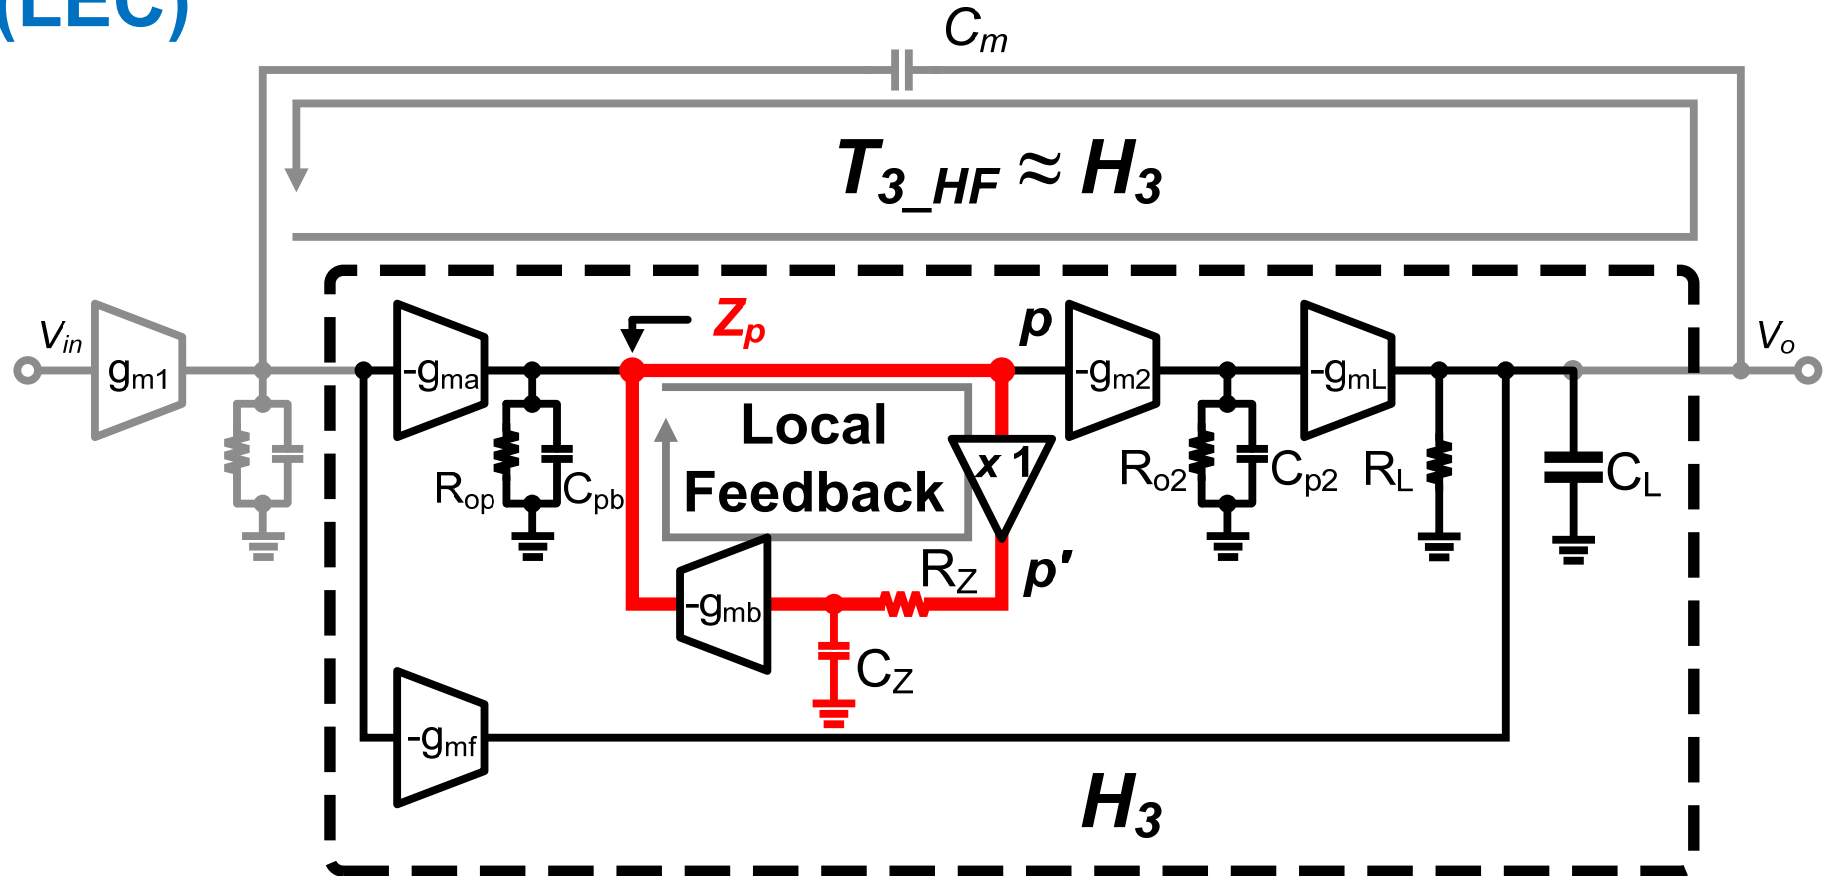 (LEC)
Cm
T3_HF ≈ H3
Vin
gm1
-gma
Zp
p
-gm2
-gmL
Vo
Rop
Cpb
Local
Feedback
x 1
Ro2
Cp2
RL
CL
-gmb
RZ
p'
CZ
-gmf
H3